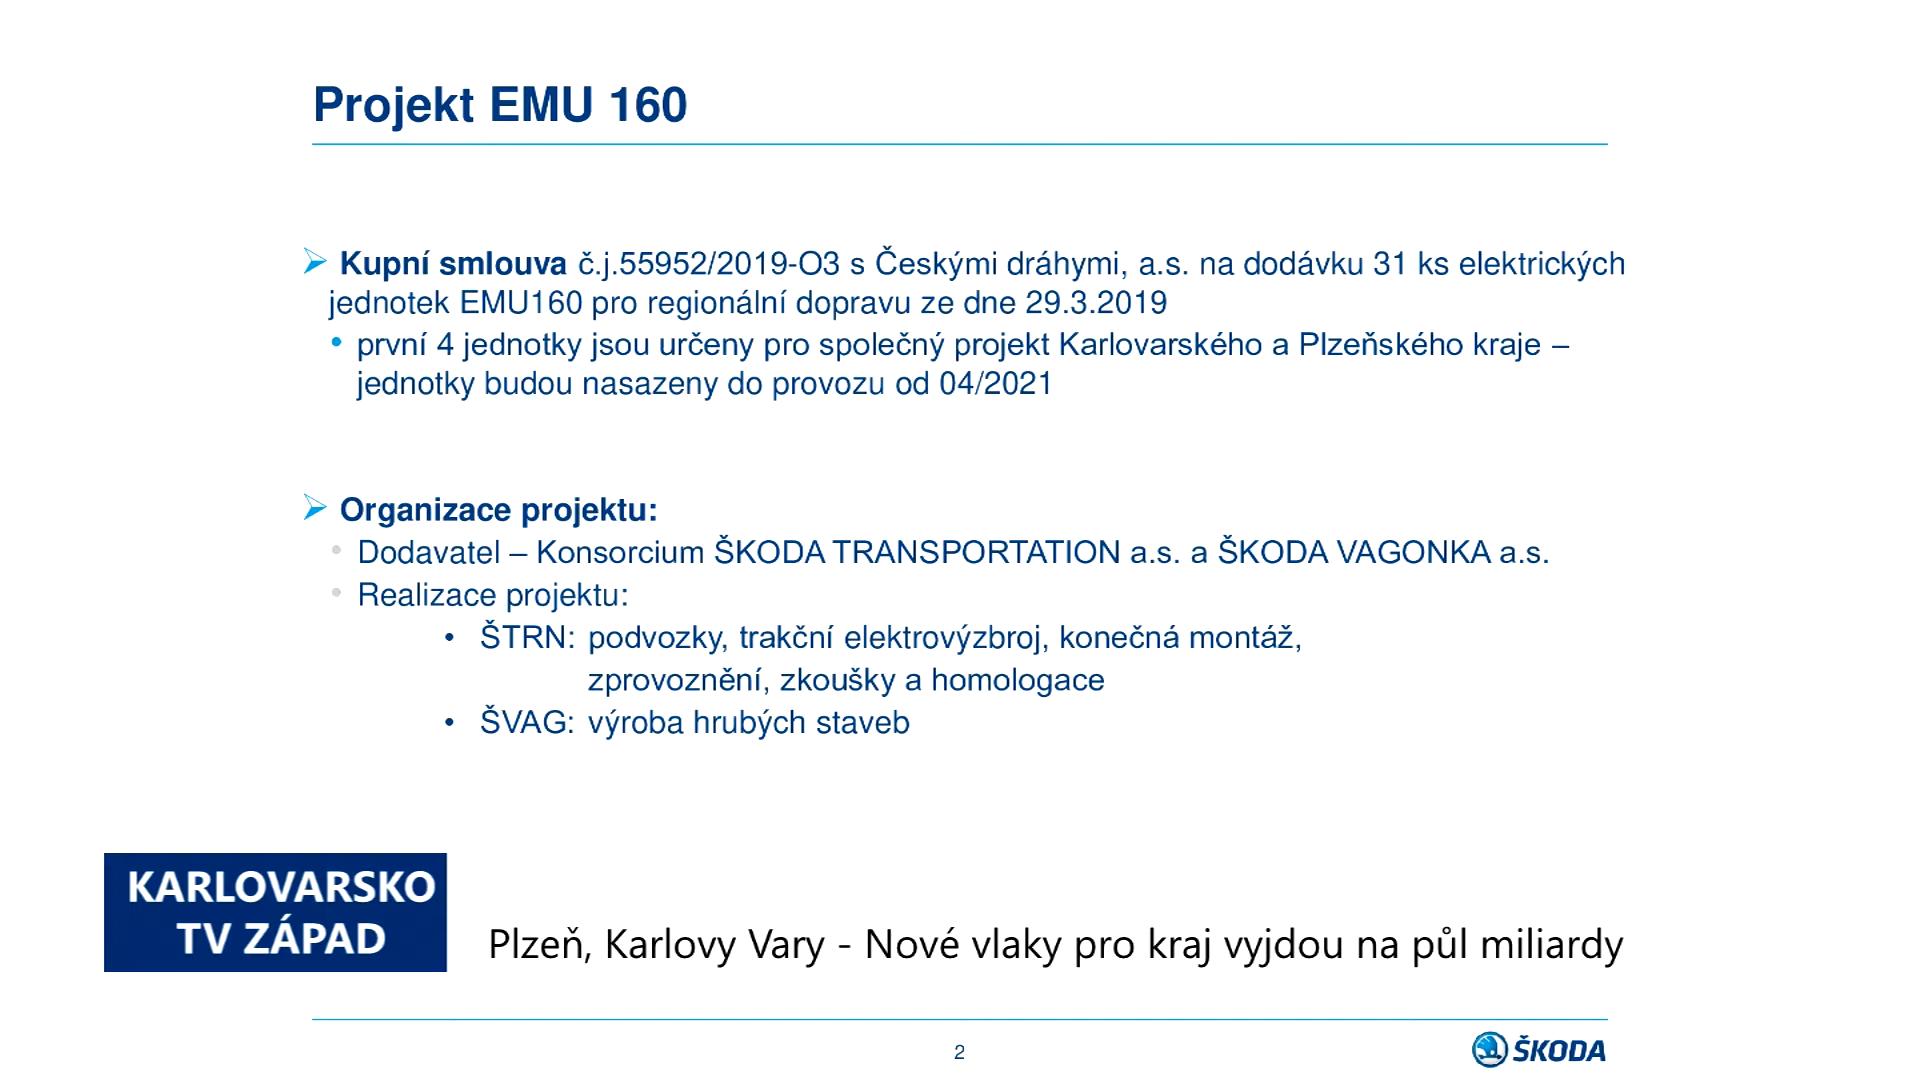 Projekt EMU 160
Kupní smlouva č.j.55952/2019-O3 s Českými dráhymi, a.s. na dodávku 31 ks elektrických
jednotek EMU160 pro regionální dopravu ze dne 29.3.2019
• první 4 jednotky jsou určeny pro společný projekt Karlovarského a Plzeňského kraje –
jednotky budou nasazeny do provozu od 04/2021
Organizace projektu:
• Dodavatel – Konsorcium ŠKODA TRANSPORTATION a.s. a ŠKODA VAGONKA a.s.
• Realizace projektu:
• ŠTRN: podvozky, trakční elektrovýzbroj, konečná montáž,
zprovoznění, zkoušky a homologace
• ŠVAG: výroba hrubých staveb
KARLOVARSKO
TV ZÁPAD
Plzeň, Karlovy Vary - Nové vlaky pro kraj vyjdou na půl miliardy
2
ŠKODA